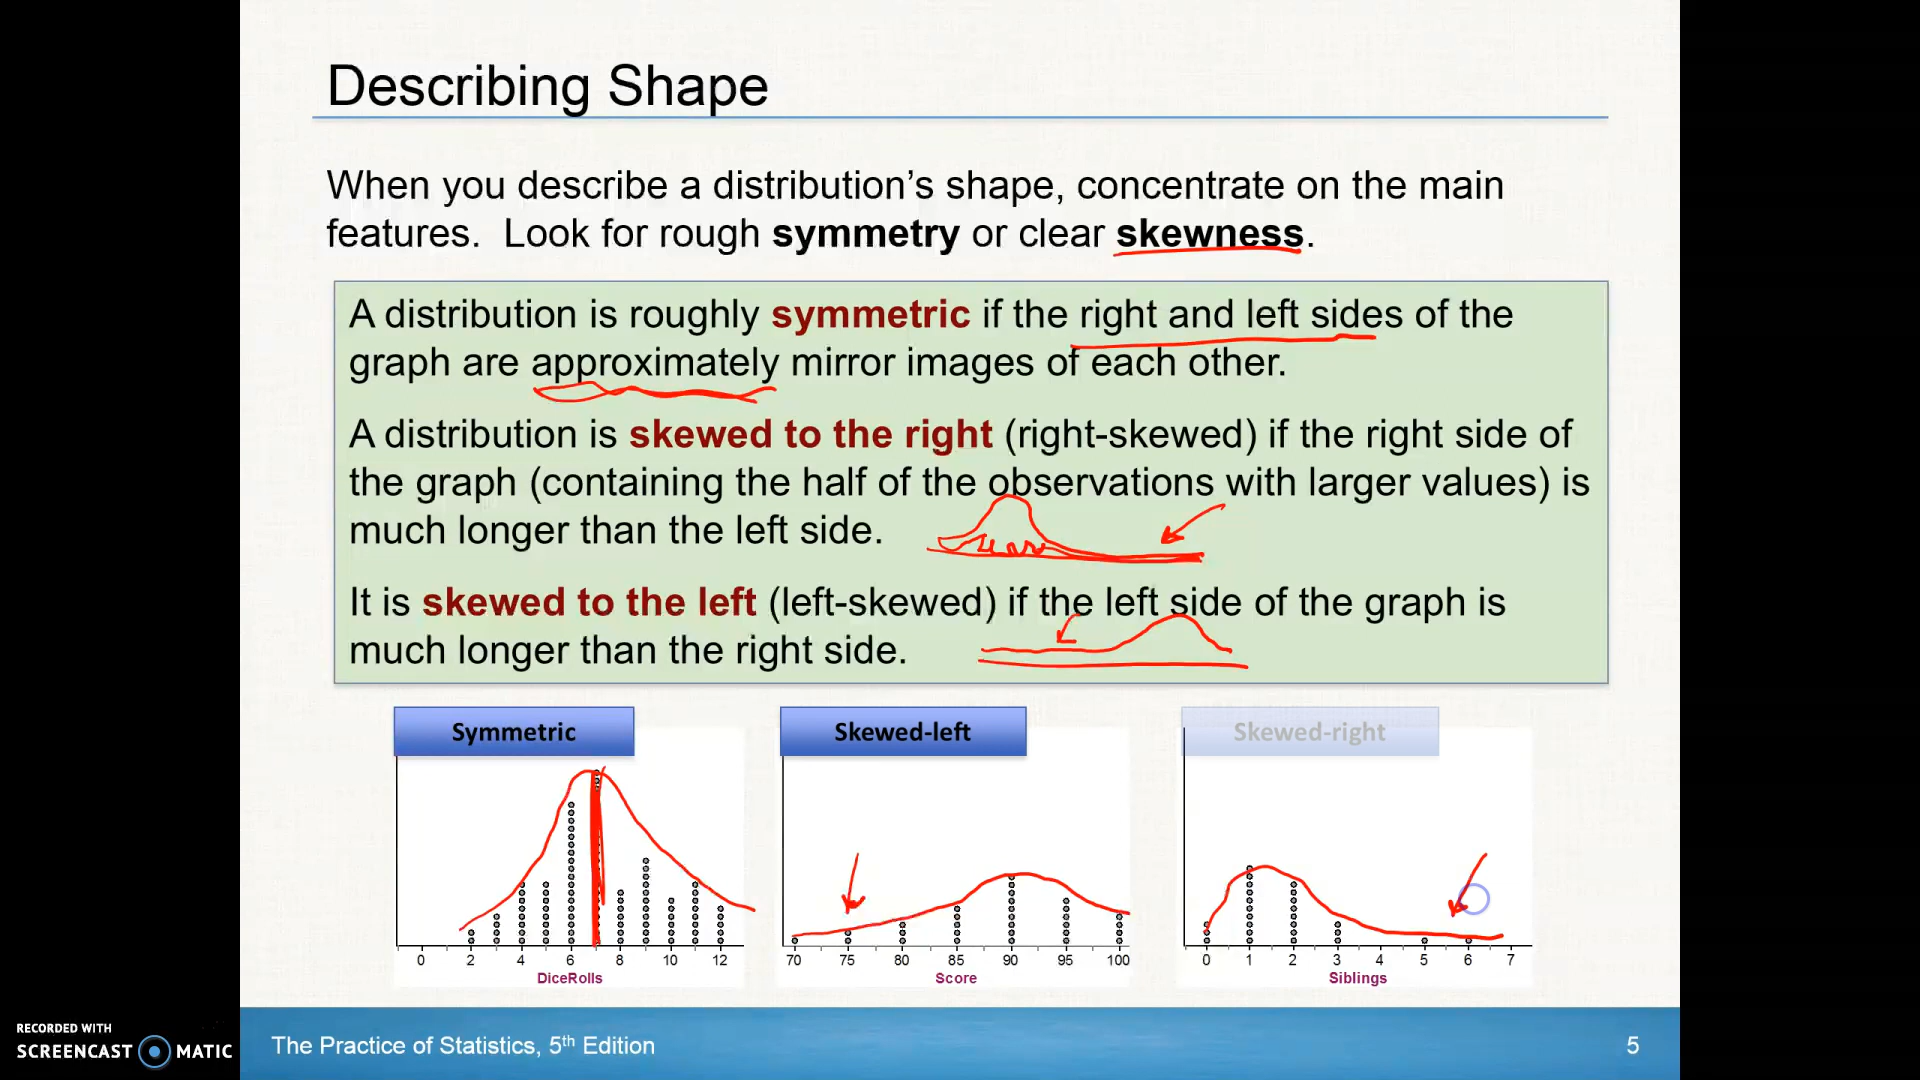 Describing Shape
When you describe a distribution’s shape, concentrate on the main
features. Look for rough symmetry or clear skewness.
A distribution is roughly symmetric if the right and left sides of the
graph are approximately mirror images of each other.
A distribution is skewed to the right (right-skewed) if the right side of
the graph (containing the half of the observations with larger values) is
much longer than the left side.
It is skewed to the left (left-skewed) if the left side of the graph is
much longer than the right side.
Symmetric
0 2 4 6 8 10 12
DiceRolls
Skewed-left
70 75 80 85 90 95 100
Score
Skewed-right
0 1 2 3 4 5 6 7
Siblings
RECORDED WITH
SCREENCAST MATIC
The Practice of Statistics, 5th Edition
5